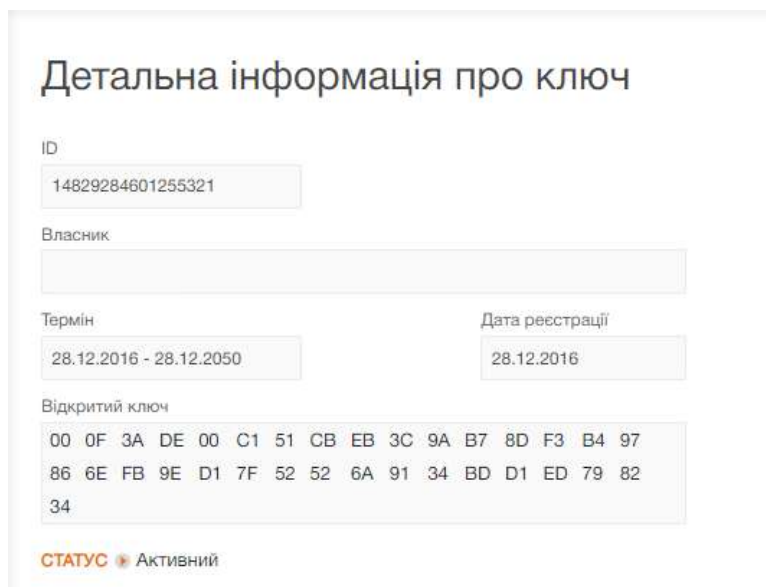 Детальна інформація про ключ
ID
14829284601255321
Власник
Термін
Дата реєстрації
28.12.2016 - 28.12.2050
28.12.2016
Відкритий ключ
00 0F 3A DE 00 C1 51 CB EB 3C 9A B7 8D F3 B4 97
86 6E FB 9E D1 7F 52 52 6A 91 34 BD D1 ED 79 82
34
СТАТУС Активний